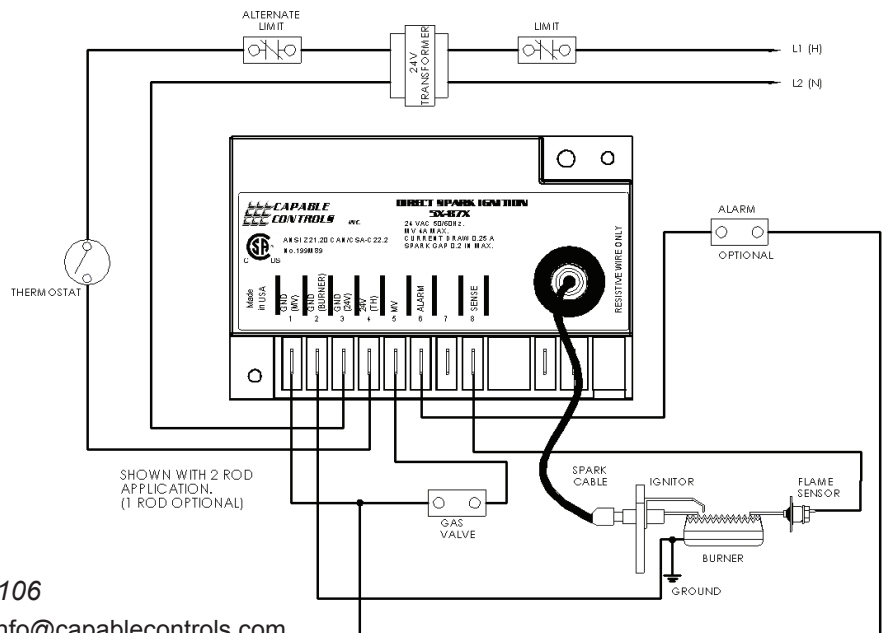 ALTERNATE
LIMIT
LIMIT
24V
TRANSFORMER
L1 (H)
L2 (N)
CAPABLE
CONTROLS INC.
DIRECT SPARK IGNITION
SX-87X
24 VAC 50/60Hz.
MV 4A MAX.
CURRENT DRAW 0.25 A
SPARK GAP 0.2 IN MAX.
C US
ANSI Z21.20 CAN/CSA-C22.2
No.199M89
RESISTIVE WIRE ONLY
ALARM
OPTIONAL
THERMOSTAT
Made
in USA
GND
(MV)
GND
(BURNER)
GND
(24V)
24V
(TH)
MV
ALARM
SENSE
1 2 3 4 5 6 7 8
SHOWN WITH 2 ROD
APPLICATION.
(1 ROD OPTIONAL)
GAS
VALVE
SPARK
CABLE
IGNITOR
FLAME
SENSOR
BURNER
GROUND
106
nfo@capablecontrols.com